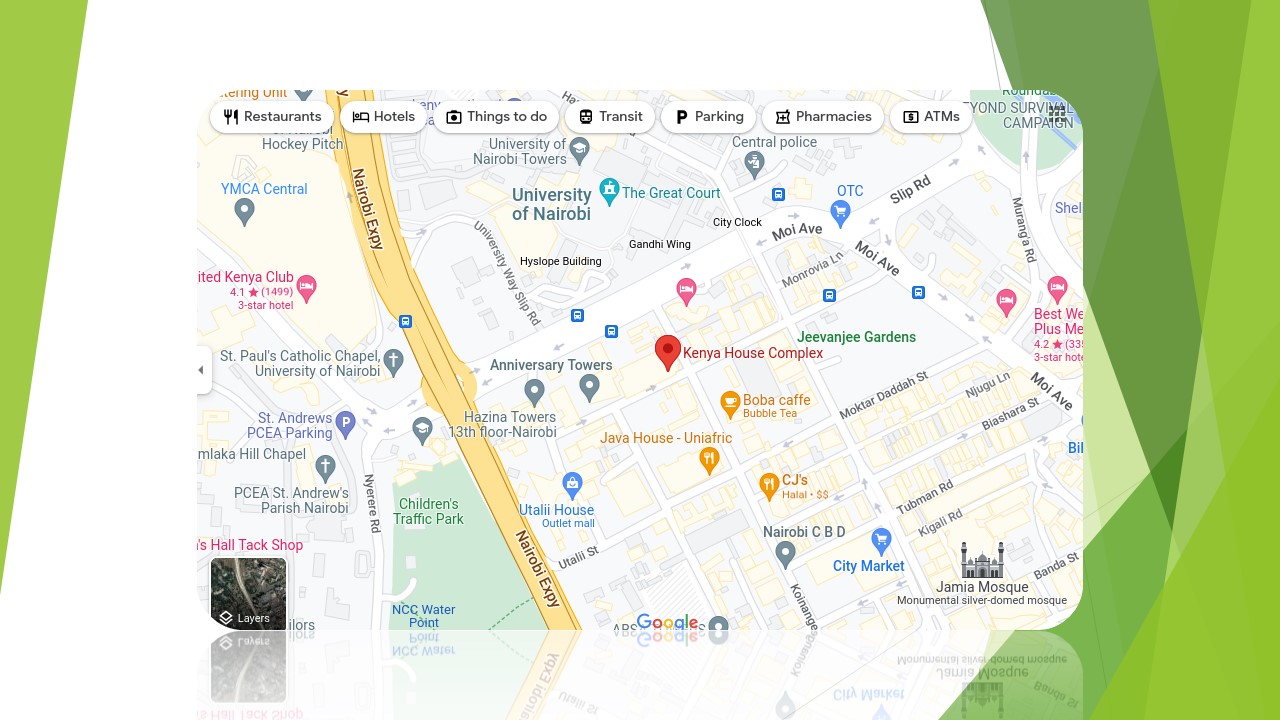 Restaurants
Hotels
Things to do
Transit
Parking
Pharmacies
ATMs
Hockey Pitch
University of
Nairobi Towers
Central police
YOND SURVIVAL
CAMPAIGN
YMCA Central
University
of Nairobi
The Great Court
OTC
Slip Rd
Nairobi Expy
City Clock
Moi Ave
Murang'a Rd
Shel
Gandhi Wing
Moi Ave
University Way Slip Rd
Hyslope Building
Monrovia Ln
ited Kenya Club
4.1 ★ (1499)
3-star hotel
Best We
Plus Me
4.2 ★ (335
3-star hote
Jeevanjee Gardens
Kenya House Complex
St. Paul's Catholic Chapel,
University of Nairobi
Anniversary Towers
Moktar Daddah St
Njugu Ln
Moi Ave
Boba caffe
Bubble Tea
Biashara St
St. Andrews
PCEA Parking
Hazina Towers
13th floor-Nairobi
Java House - Uniafric
mlaka Hill Chapel
CJ's
Halal • $$
PCEA St. Andrew's
Parish Nairobi
Nyerere Rd
Children's
Traffic Park
Utalii House
Outlet mall
Tubman Rd
Kigali Rd
Nairobi C B D
's Hall Tack Shop
Nairobi Expy
Utalii St
City Market
Banda St
Jamia Mosque
Monumental silver-domed mosque
Koinange
NCC Water
Point
Layers
Google